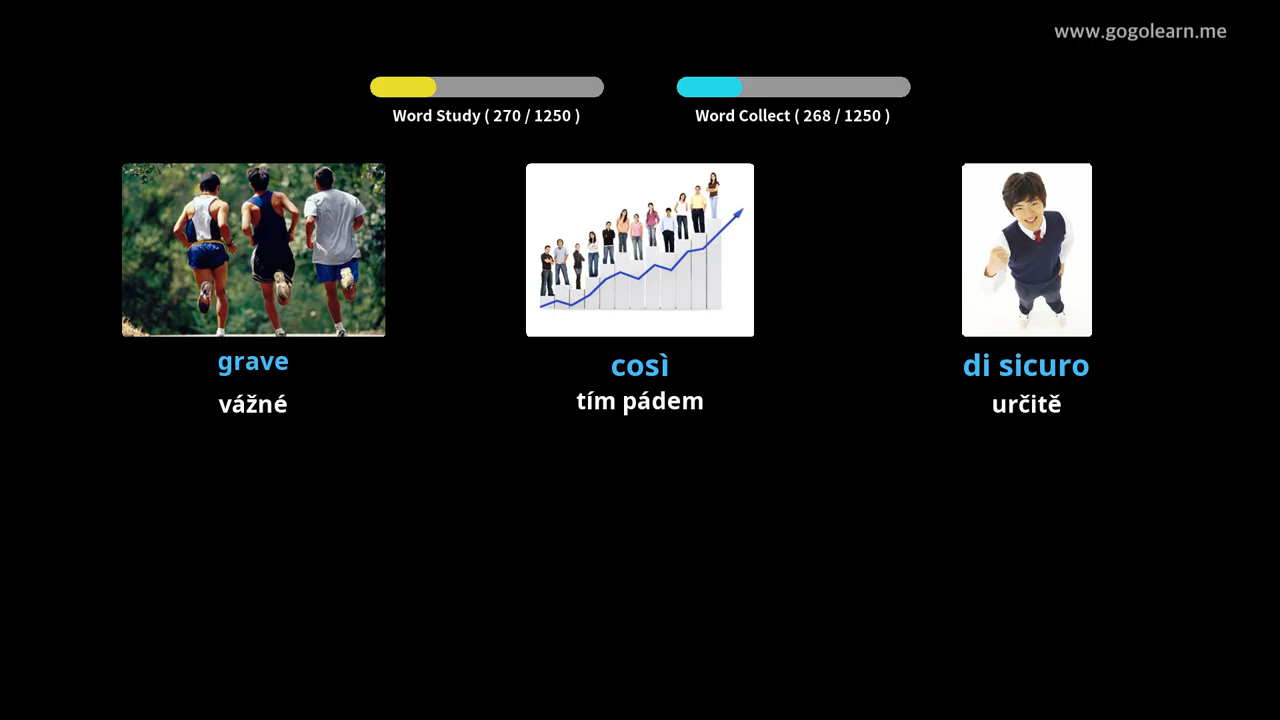 www.gogolearn.me
Word Study ( 270 / 1250 )
Word Collect ( 268 / 1250 )
grave
così
di sicuro
vážné
tím pádem
určitě